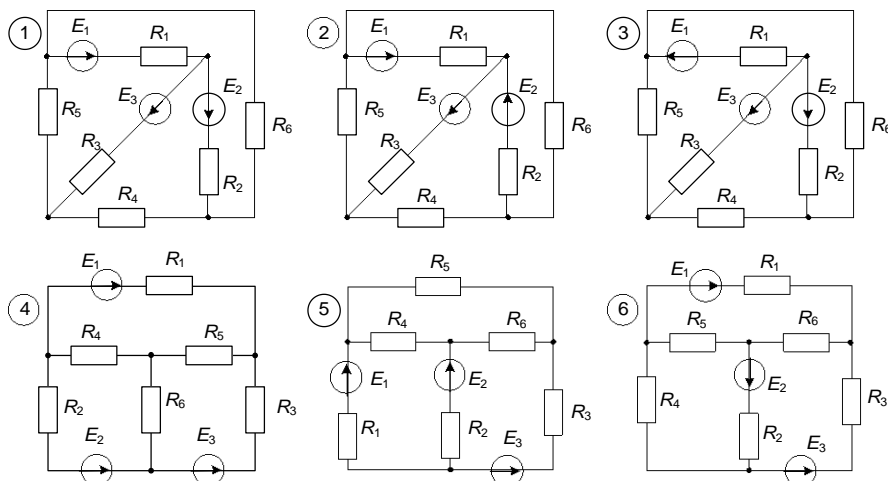 1 E1 R1
R5 E3 E2 R6
R3 R2
R4
2 E1 R1
R5 E3 E2 R6
R3 R2
R4
3 E1 R1
R5 E3 E2 R6
R3 R2
R4
4 E1 R1
R4 R5
R2 R6 R3
E2 E3
5 R5
R4 R6
E1 E2
R1 R2 R3
E3
6 E1 R1
R5 R6
R4 E2 R3
R2 E3